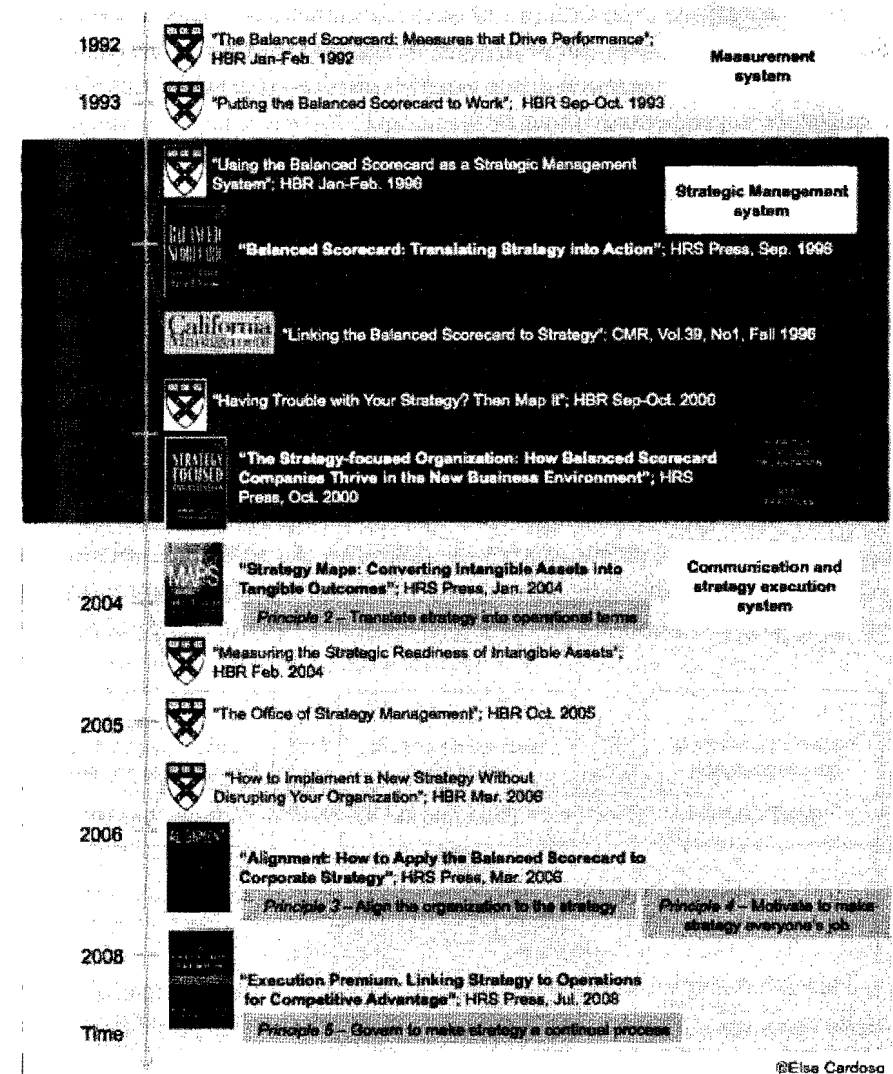 1992
"The Balanced Scorecard: Measures that Drive Performance";
HBR Jan-Feb. 1992
Measurement
system
1993
"Putting the Balanced Scorecard to Work"; HBR Sep-Oct. 1993
"Using the Balanced Scorecard as a Strategic Management
System"; HBR Jan-Feb. 1996
Strategic Management
system
BALANCED
SCORECARD
"Balanced Scorecard: Translating Strategy into Action"; HRS Press, Sep. 1996
California
Management
"Linking the Balanced Scorecard to Strategy"; CMR, Vol.39, No1, Fall 1996
"Having Trouble with Your Strategy? Then Map It"; HBR Sep-Oct. 2000
STRATEGY
FOCUSED
"The Strategy-focused Organization: How Balanced Scorecard
Companies Thrive in the New Business Environment"; HRS
Press, Oct. 2000
2004
MAPS
"Strategy Maps: Converting Intangible Assets into
Tangible Outcomes"; HRS Press, Jan. 2004
Communication and
strategy execution
system
Principle 2 – Translate strategy into operational terms
"Measuring the Strategic Readiness of Intangible Assets";
HBR Feb. 2004
2005
"The Office of Strategy Management"; HBR Oct. 2005
"How to Implement a New Strategy Without
Disrupting Your Organization"; HBR Mar. 2006
2006
"Alignment: How to Apply the Balanced Scorecard to
Corporate Strategy"; HRS Press, Mar. 2006
Principle 3 – Align the organization to the strategy
Principle 4 – Motivate to make
strategy everyone's job
2008
"Execution Premium. Linking Strategy to Operations
for Competitive Advantage"; HRS Press, Jul. 2008
Time
Principle 5 – Govern to make strategy a continual process
©Elsa Cardoso